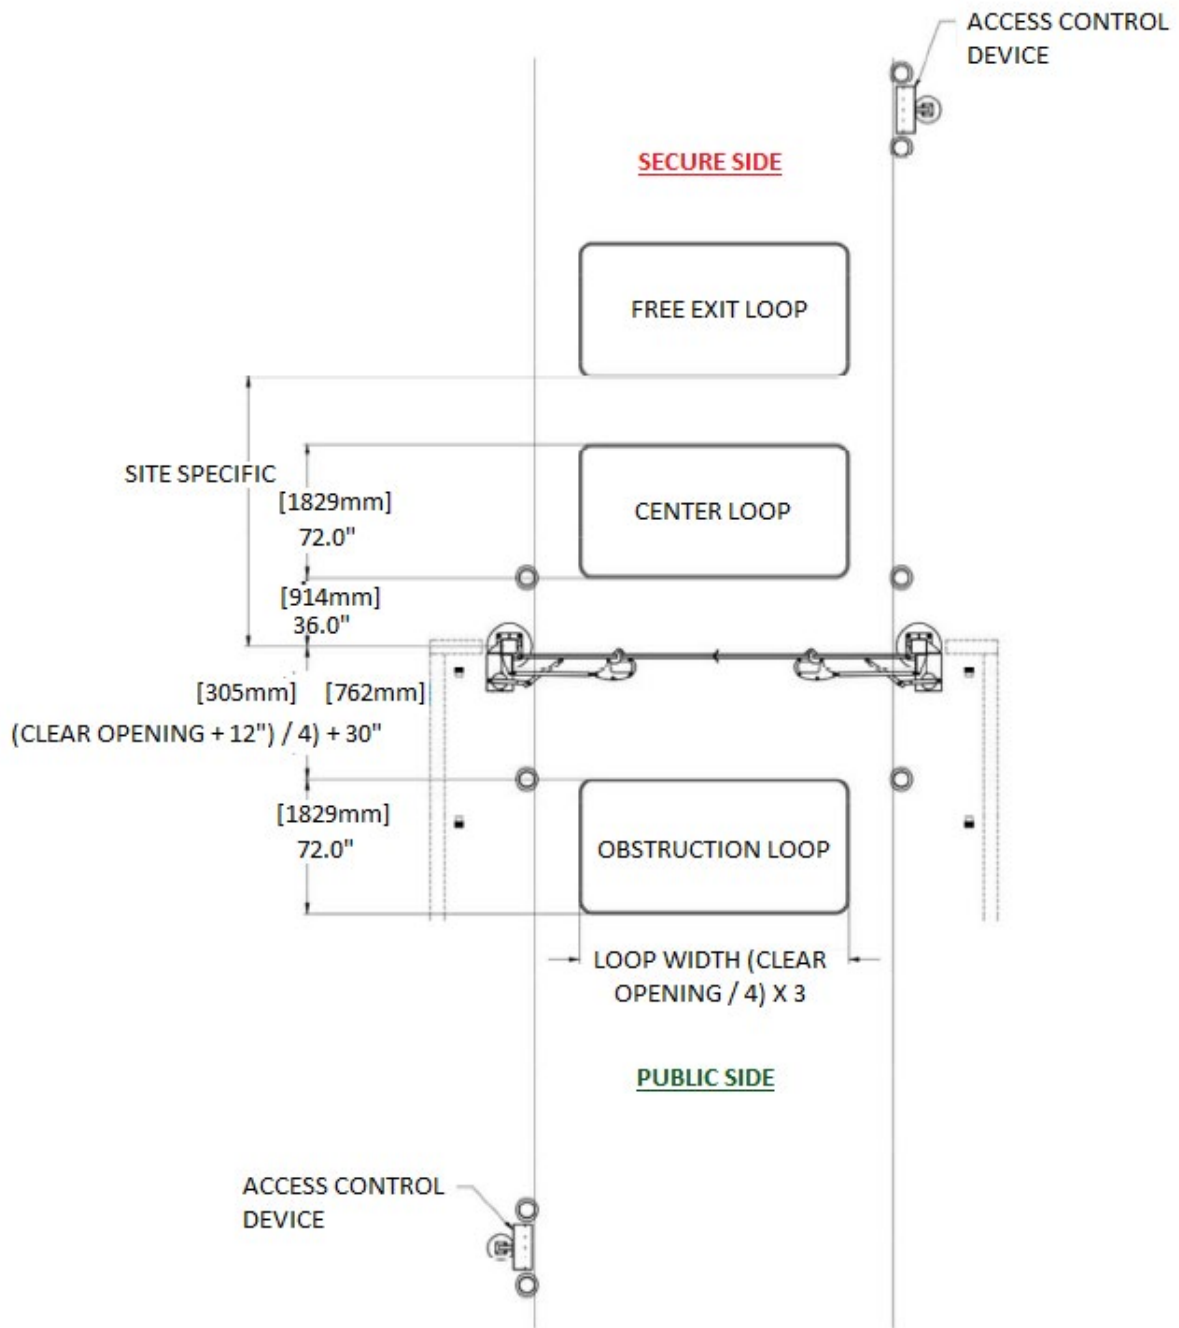 ACCESS CONTROL
DEVICE
SECURE SIDE
FREE EXIT LOOP
SITE SPECIFIC
[1829mm]
72.0"
CENTER LOOP
[914mm]
36.0"
[305mm] [762mm]
(CLEAR OPENING + 12") / 4) + 30"
[1829mm]
72.0"
OBSTRUCTION LOOP
LOOP WIDTH (CLEAR
OPENING / 4) X 3
PUBLIC SIDE
ACCESS CONTROL
DEVICE